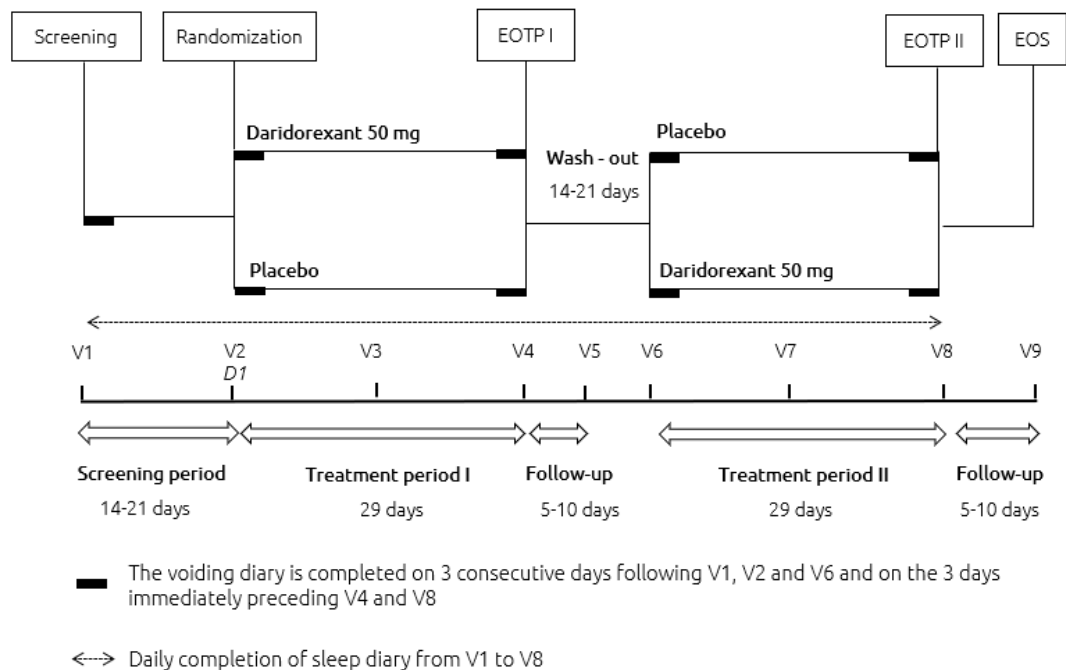 Screening
Randomization
EOTP I
EOTP II
EOS
Daridorexant 50 mg
Placebo
Wash - out
14-21 days
Placebo
Daridorexant 50 mg
V1
V2
V3
V4
V5
V6
V7
V8
V9
D1
Screening period
Treatment period I
Follow-up
Treatment period II
Follow-up
14-21 days
29 days
5-10 days
29 days
5-10 days
The voiding diary is completed on 3 consecutive days following V1, V2 and V6 and on the 3 days
immediately preceding V4 and V8
Daily completion of sleep diary from V1 to V8